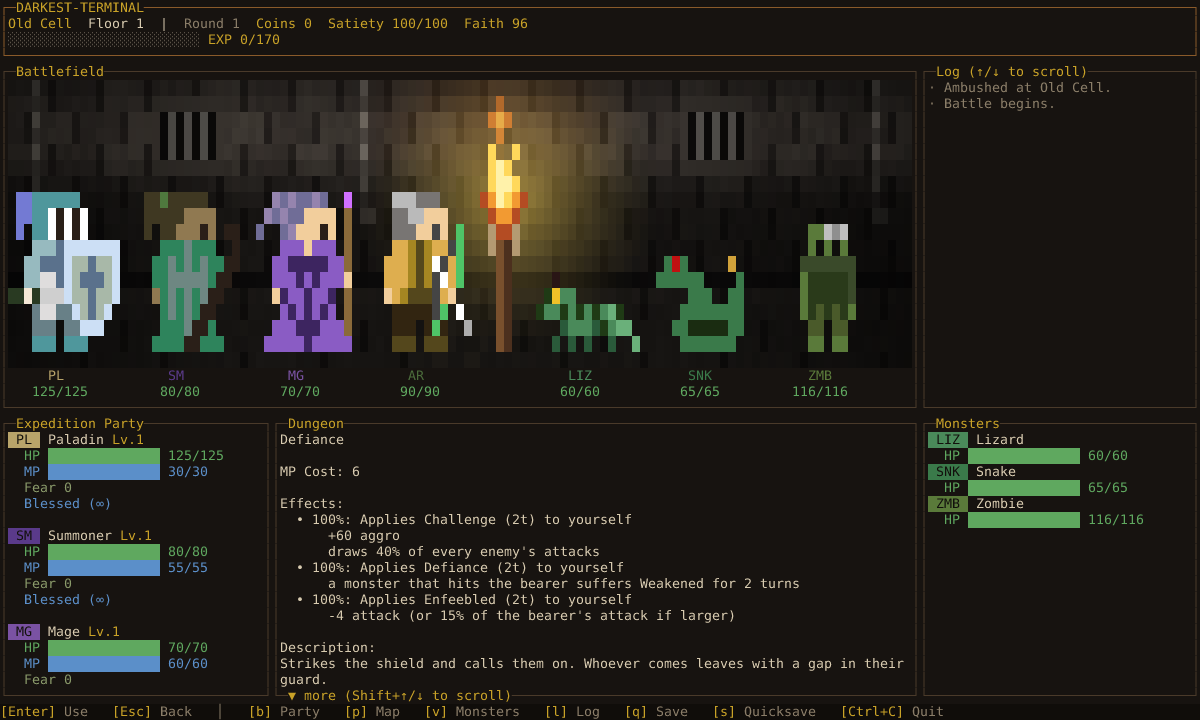 DARKEST-TERMINAL
Old Cell Floor 1 | Round 1 Coins 0 Satiety 100/100 Faith 96
EXP 0/170
Battlefield
PL SM MG AR LIZ SNK ZMB
125/125 80/80 70/70 90/90 60/60 65/65 116/116
Log (↑/↓ to scroll)
· Ambushed at Old Cell.
· Battle begins.
Expedition Party
PL Paladin Lv.1
HP 125/125
MP 30/30
Fear 0
Blessed (∞)
SM Summoner Lv.1
HP 80/80
MP 55/55
Fear 0
Blessed (∞)
MG Mage Lv.1
HP 70/70
MP 60/60
Fear 0
Dungeon
Defiance
MP Cost: 6
Effects:
• 100%: Applies Challenge (2t) to yourself
+60 aggro
draws 40% of every enemy's attacks
• 100%: Applies Defiance (2t) to yourself
a monster that hits the bearer suffers Weakened for 2 turns
• 100%: Applies Enfeebled (2t) to yourself
-4 attack (or 15% of the bearer's attack if larger)
Description:
Strikes the shield and calls them on. Whoever comes leaves with a gap in their
guard.
▼ more (Shift+↑/↓ to scroll)
Monsters
LIZ Lizard
HP 60/60
SNK Snake
HP 65/65
ZMB Zombie
HP 116/116
[Enter] Use [Esc] Back │ [b] Party [p] Map [v] Monsters [l] Log [q] Save [s] Quicksave [Ctrl+C] Quit